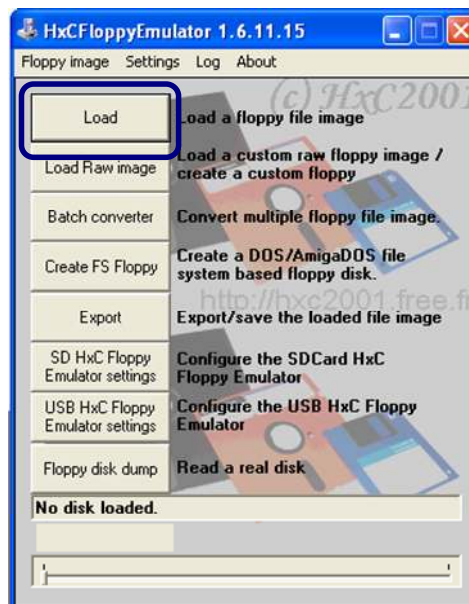 HxCFloppyEmulator 1.6.11.15
Floppy image Settings Log About
(c) HxC2001
Load Load a floppy file image
Load Raw image Load a custom raw floppy image /
create a custom floppy
Batch converter Convert multiple floppy file image.
Create FS Floppy Create a DOS/AmigaDOS file
system based floppy disk.
http://hxc2001.free.f
Export Export/save the loaded file image
SD HxC Floppy
Emulator settings
Configure the SDCard HxC
Floppy Emulator
USB HxC Floppy
Emulator settings
Configure the USB HxC Floppy
Emulator
Floppy disk dump Read a real disk
No disk loaded.